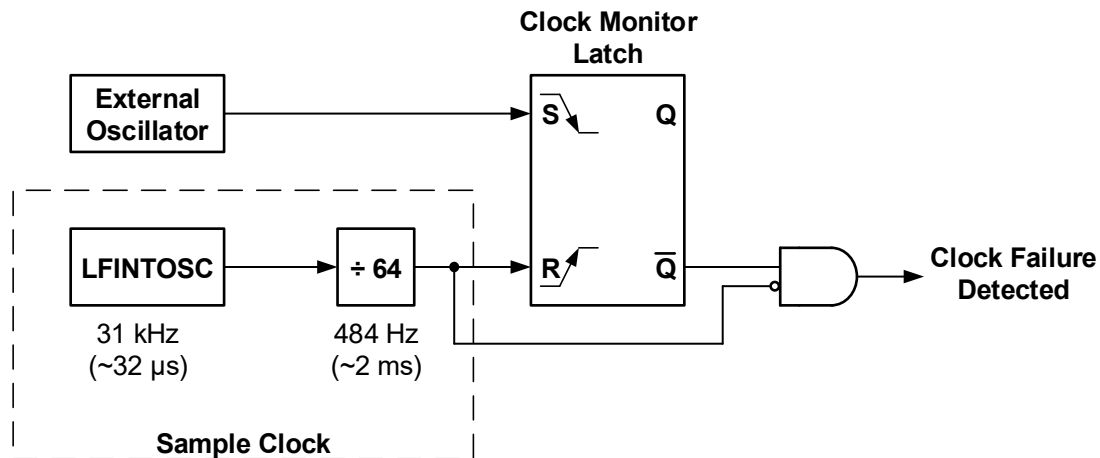 Clock Monitor
Latch
External
Oscillator
S
Q
LFINTOSC
÷ 64
R
Q̅
Clock Failure
Detected
31 kHz
(~32 µs)
484 Hz
(~2 ms)
Sample Clock